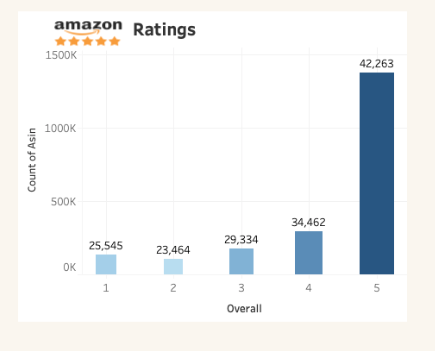 amazon Ratings
1500K
1000K
500K
0K
Count of Asin
25,545
23,464
29,334
34,462
42,263
1 2 3 4 5
Overall